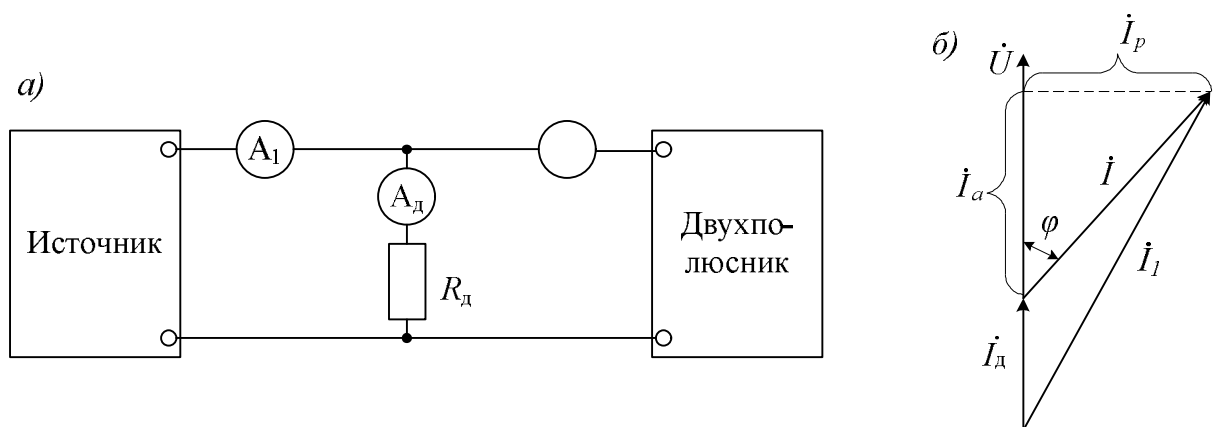 а)
Источник
A₁
Aд
Rд
Двухпо-
люсник
б)
U̇
İp
İa
φ
İ
İ1
İд